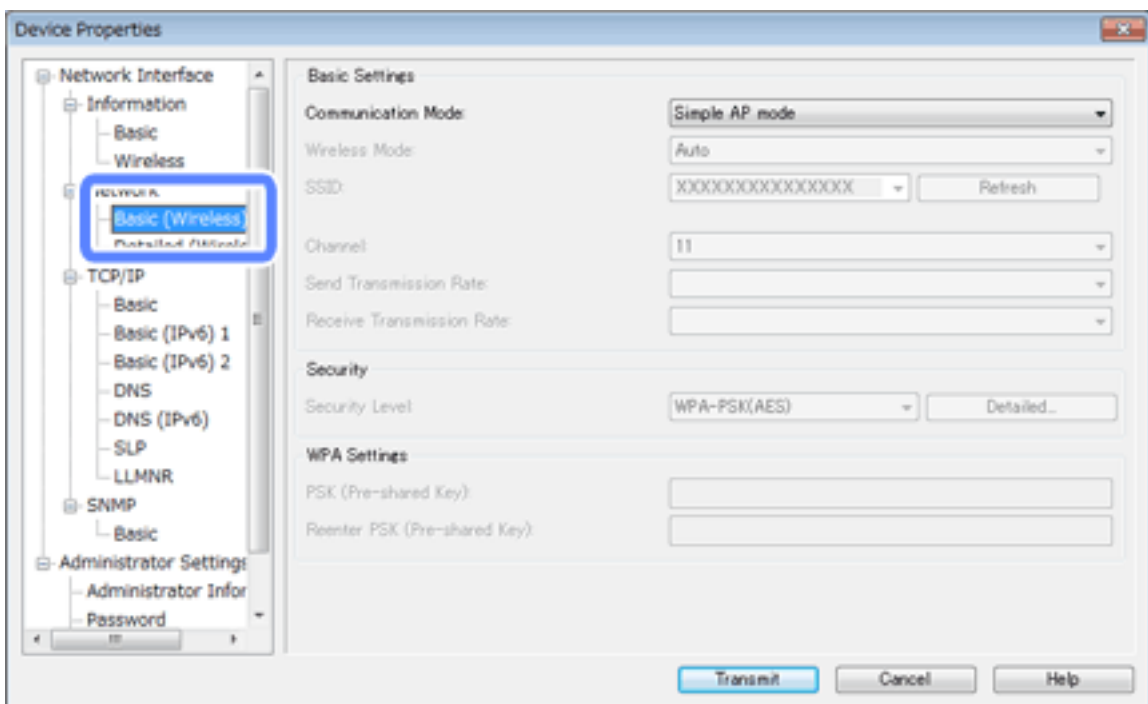 Device Properties
Network Interface
Information
Basic
Wireless
Network
Basic (Wireless)
TCP/IP
Basic
Basic (IPv6) 1
Basic (IPv6) 2
DNS
DNS (IPv6)
SLP
LLMNR
SNMP
Basic
Administrator Settings
Administrator Infor
Password
Basic Settings
Communication Mode: Simple AP mode
Wireless Mode: Auto
SSID: XXXXXXXXXXXXXXX Refresh
Channel: 11
Send Transmission Rate:
Receive Transmission Rate:
Security
Security Level: WPA-PSK(AES) Detailed...
WPA Settings
PSK (Pre-shared Key):
Reenter PSK (Pre-shared Key):
Transmit Cancel Help